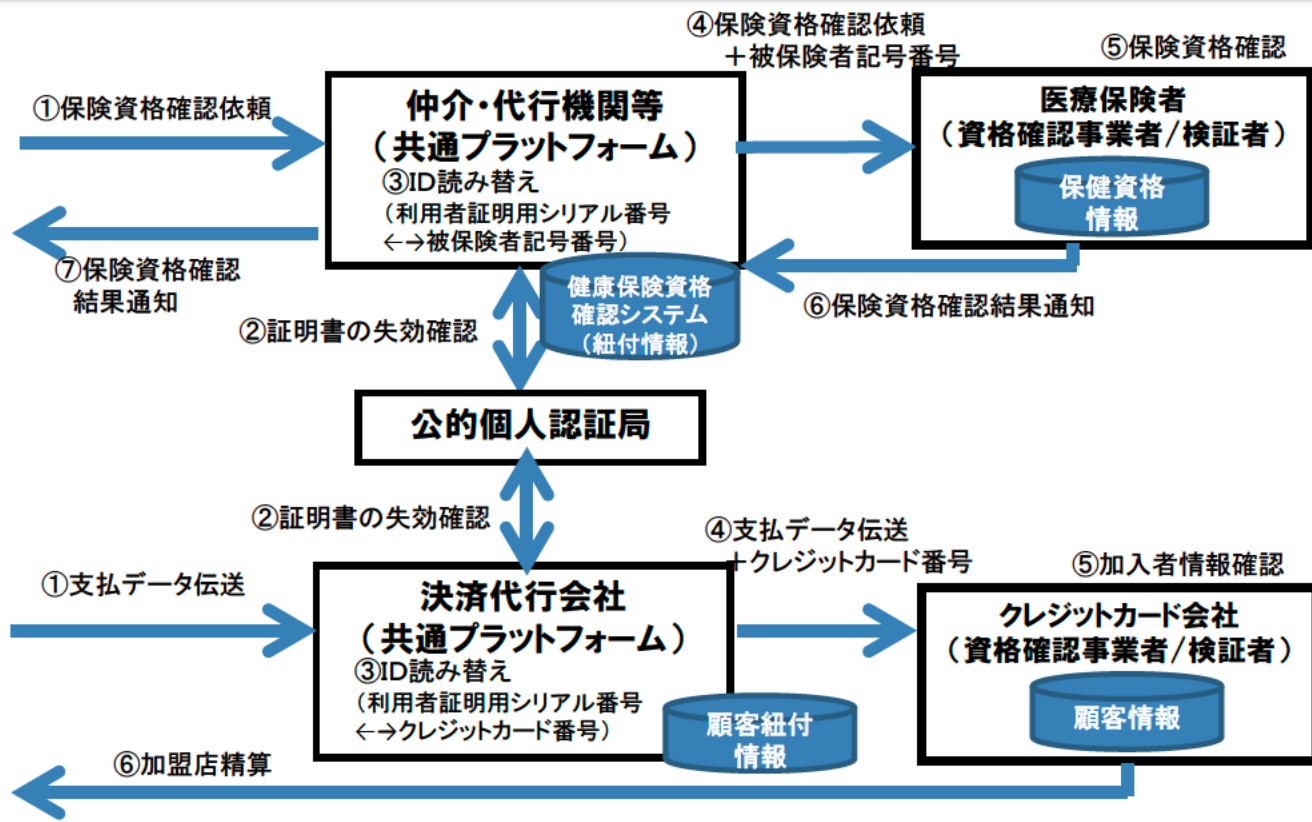 ①保険資格確認依頼
仲介・代行機関等
（共通プラットフォーム）
③ID読み替え
（利用者証明用シリアル番号
←→被保険者記号番号）
④保険資格確認依頼
＋被保険者記号番号
⑤保険資格確認
医療保険者
（資格確認事業者/検証者）
保健資格
情報
⑦保険資格確認
結果通知
②証明書の失効確認
健康保険資格
確認システム
（紐付情報）
⑥保険資格確認結果通知
公的個人認証局
②証明書の失効確認
①支払データ伝送
決済代行会社
（共通プラットフォーム）
③ID読み替え
（利用者証明用シリアル番号
←→クレジットカード番号）
顧客紐付
情報
④支払データ伝送
＋クレジットカード番号
⑤加入者情報確認
クレジットカード会社
（資格確認事業者/検証者）
顧客情報
⑥加盟店精算